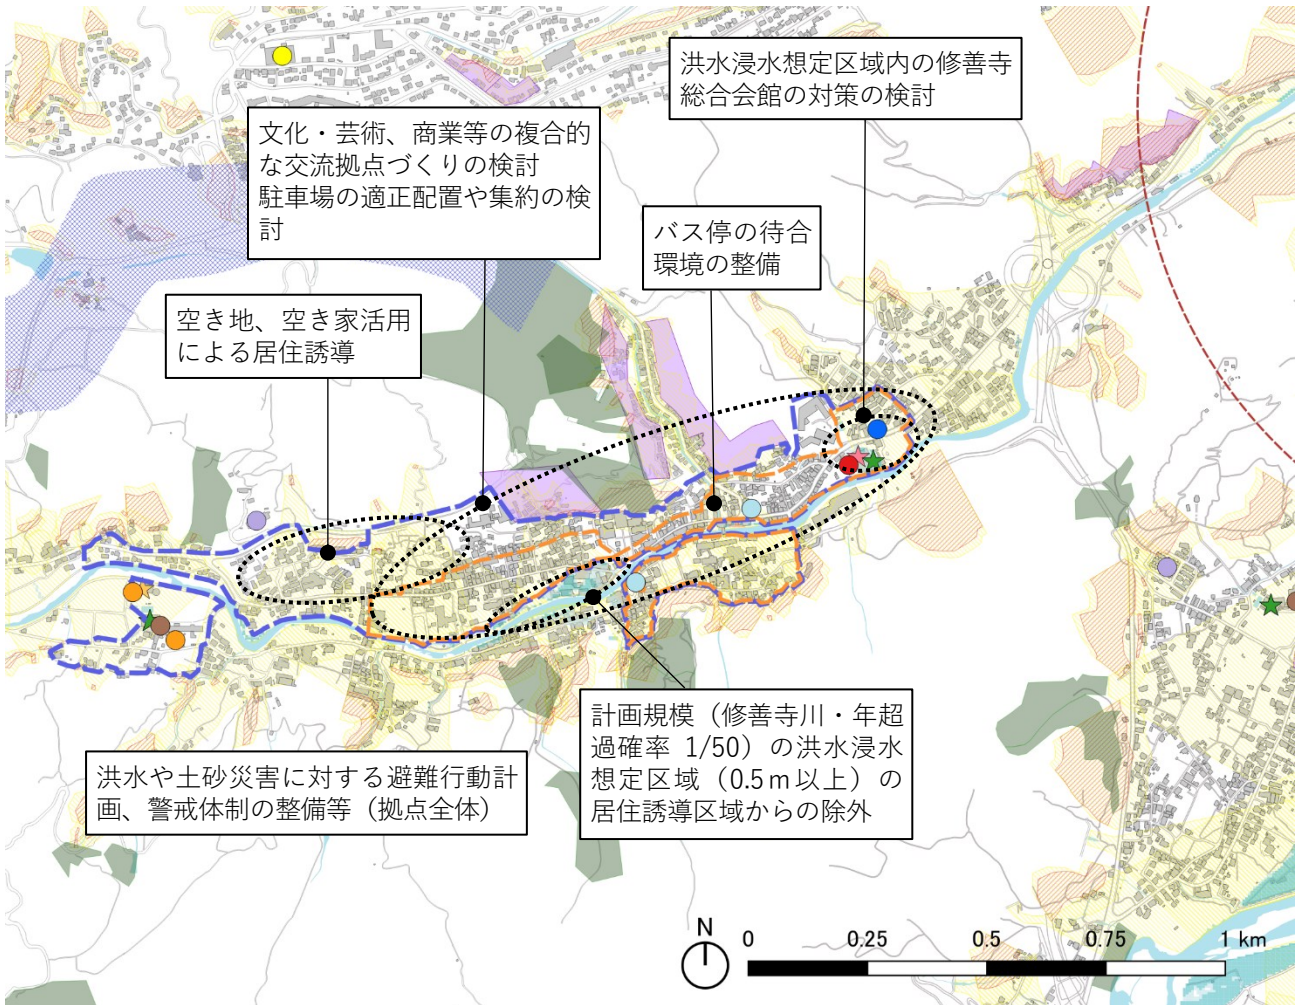 洪水浸水想定区域内の修善寺
総合会館の対策の検討
文化・芸術、商業等の複合的
な交流拠点づくりの検討
駐車場の適正配置や集約の検
討
バス停の待合
環境の整備
空き地、空き家活用
による居住誘導
計画規模（修善寺川・年超
過確率 1/50）の洪水浸水
想定区域（0.5ｍ以上）の
居住誘導区域からの除外
洪水や土砂災害に対する避難行動計
画、警戒体制の整備等（拠点全体）
N
0 0.25 0.5 0.75 1 km